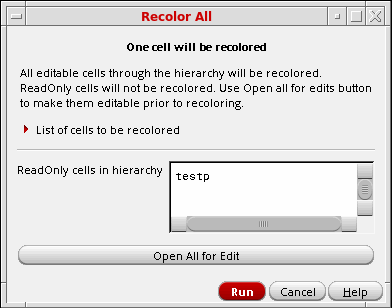 Recolor All
One cell will be recolored
All editable cells through the hierarchy will be recolored.
ReadOnly cells will not be recolored. Use Open all for edits button
to make them editable prior to recoloring.
List of cells to be recolored
ReadOnly cells in hierarchy
testp
Open All for Edit
Run
Cancel
Help